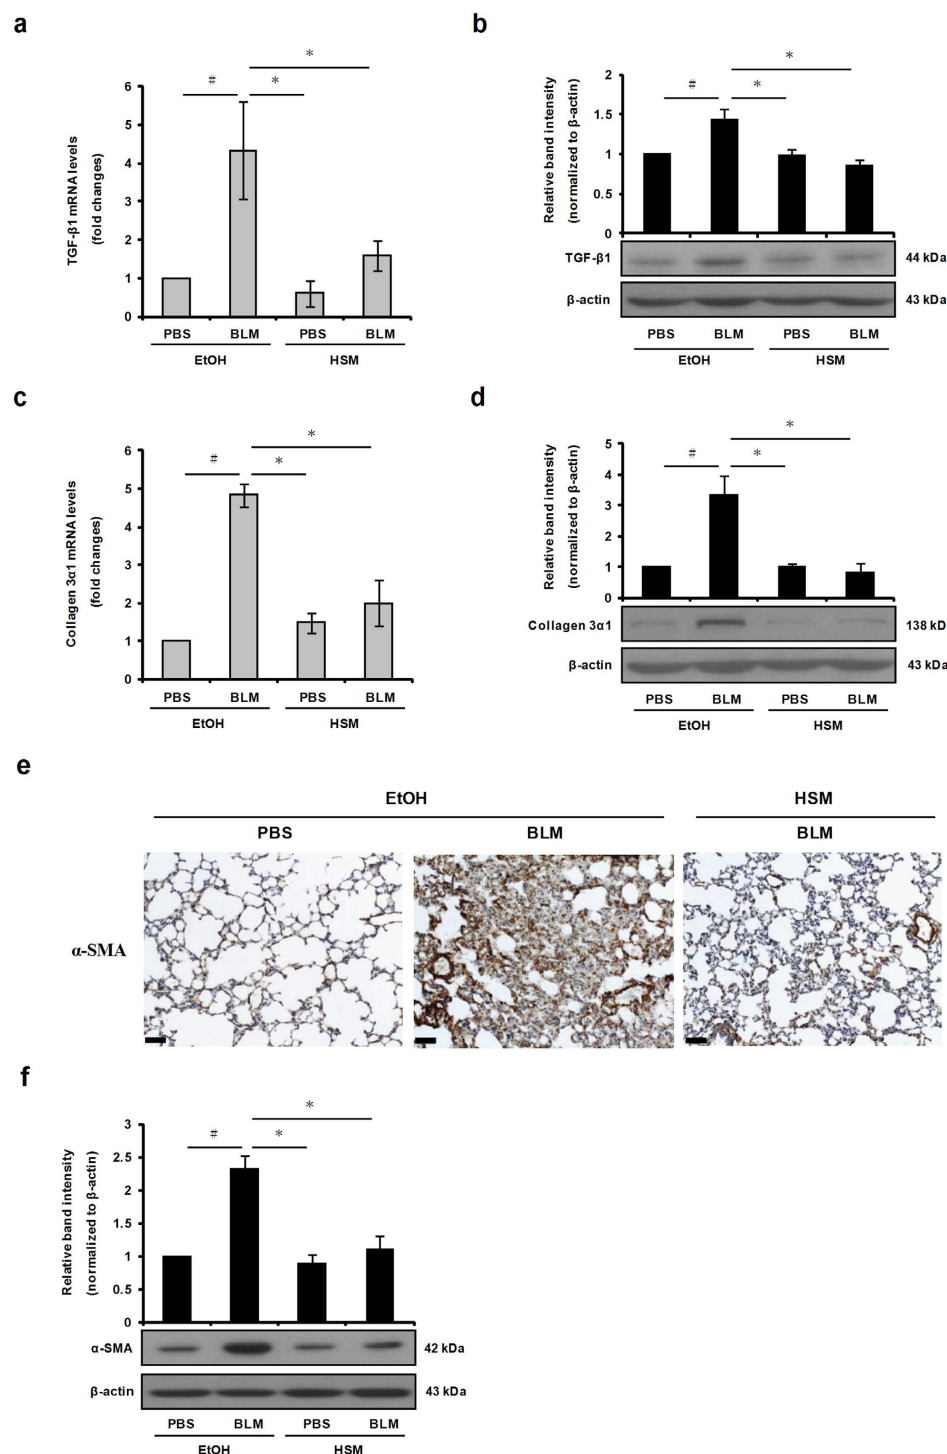 a
TGF-β1 mRNA levels
(fold changes)
6
5
4
3
2
1
0
#
*
*
PBS BLM PBS BLM
EtOH HSM
b
Relative band intensity
(normalized to β-actin)
2
1.5
1
0.5
0
#
*
*
TGF-β1 44 kDa
β-actin 43 kDa
PBS BLM PBS BLM
EtOH HSM
c
Collagen 3α1 mRNA levels
(fold changes)
6
5
4
3
2
1
0
#
*
*
PBS BLM PBS BLM
EtOH HSM
d
Relative band intensity
(normalized to β-actin)
5
4
3
2
1
0
#
*
*
Collagen 3α1 138 kD
β-actin 43 kDa
PBS BLM PBS BLM
EtOH HSM
e
EtOH HSM
PBS BLM BLM
α-SMA
f
Relative band intensity
(normalized to β-actin)
3
2.5
2
1.5
1
0.5
0
#
*
*
α-SMA 42 kDa
β-actin 43 kDa
PBS BLM PBS BLM
EtOH HSM